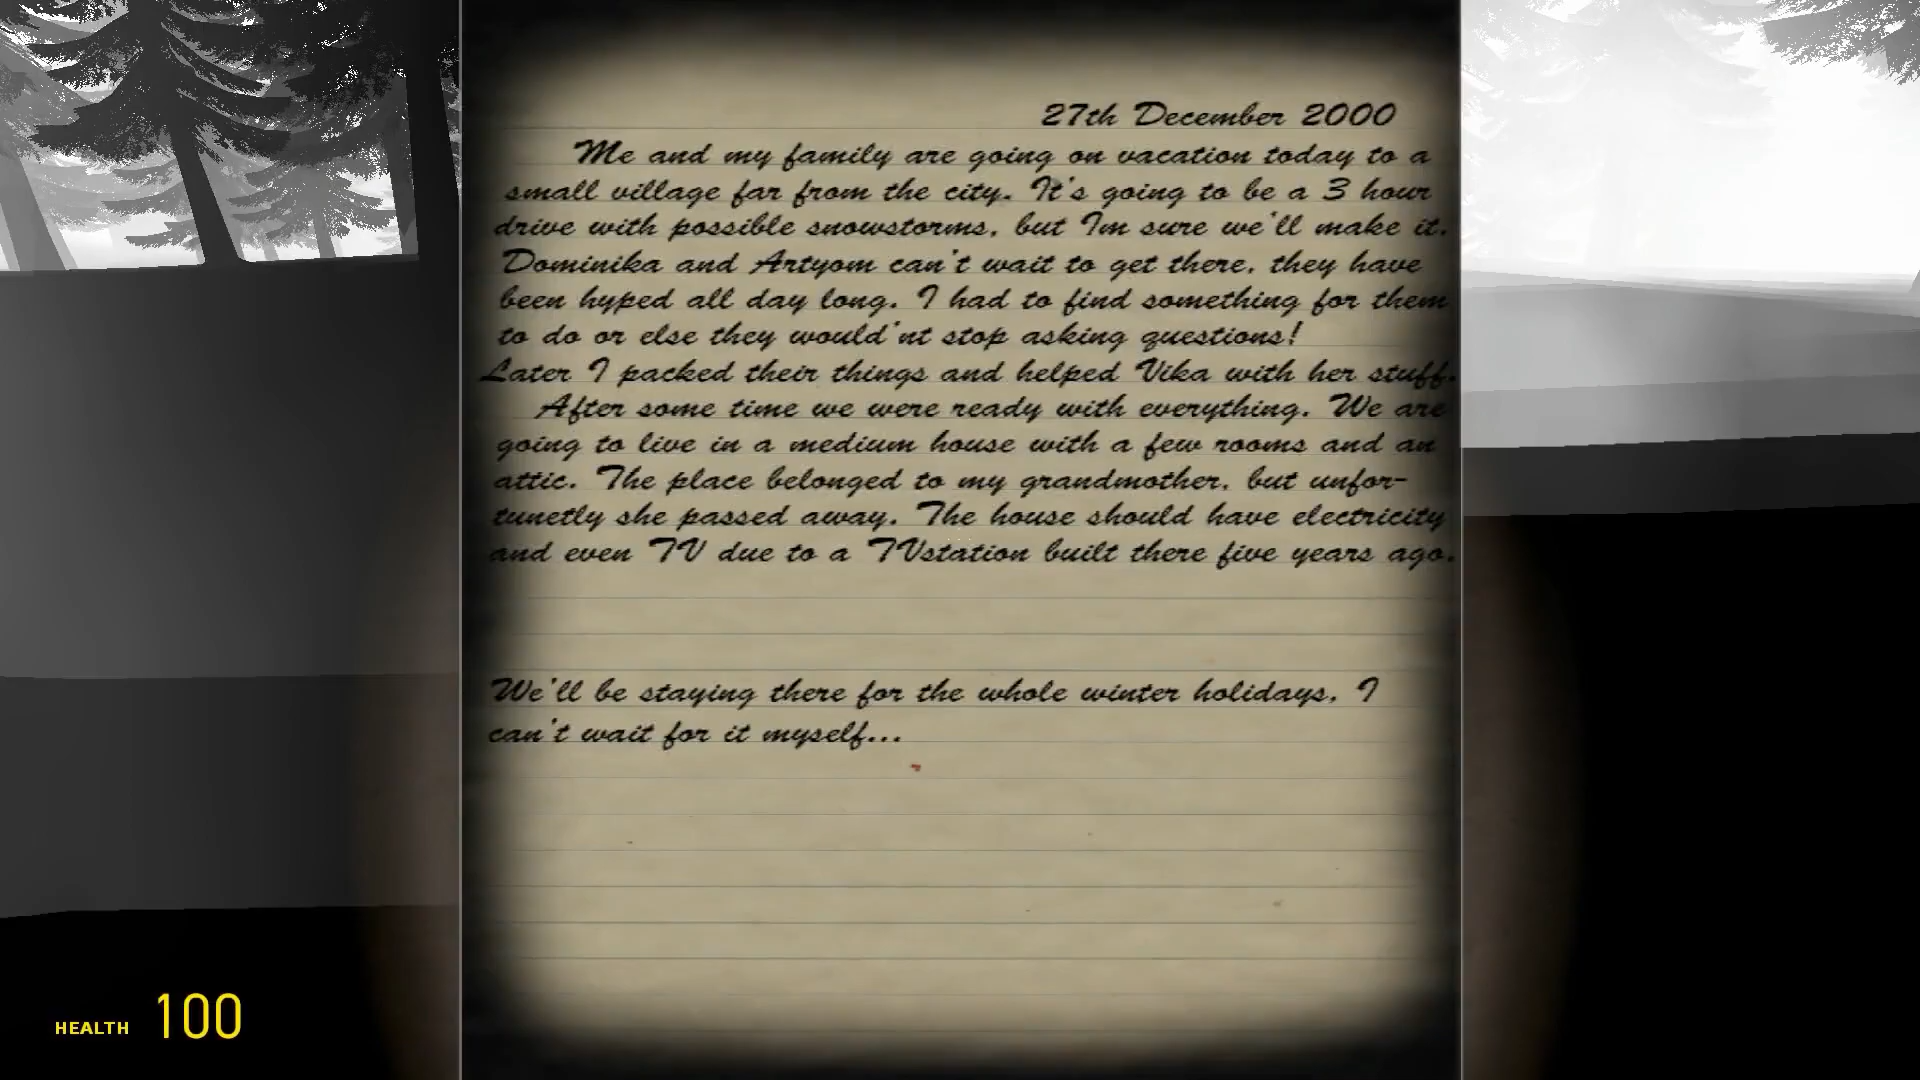 27th December 2000
Me and my family are going on vacation today to a
small village far from the city. It's going to be a 3 hour
drive with possible snowstorms, but Im sure we'll make it.
Dominika and Artyom can't wait to get there, they have
been hyped all day long. I had to find something for them
to do or else they would'nt stop asking questions!
Later I packed their things and helped Vika with her stuff.
After some time we were ready with everything. We are
going to live in a medium house with a few rooms and an
attic. The place belonged to my grandmother, but unfor-
tunetly she passed away. The house should have electricity
and even TV due to a TVstation built there five years ago.
We'll be staying there for the whole winter holidays, I
can't wait for it myself...
HEALTH 100